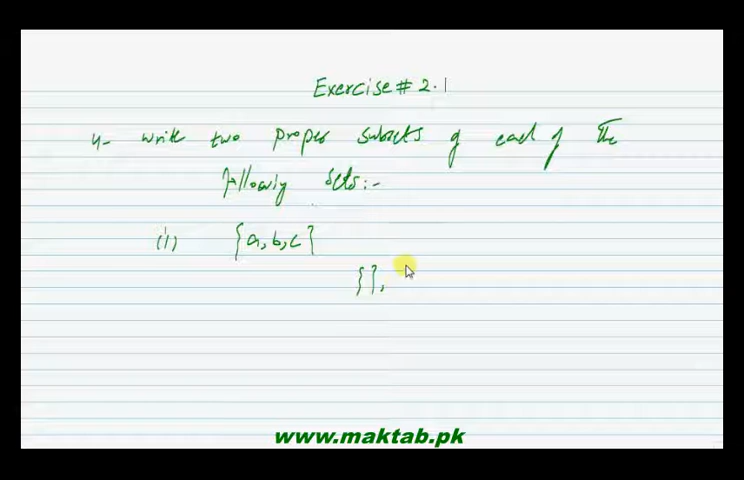 Exercise # 2.1
4- write two proper subsets of each of the
following sets:-
(i) {a, b, c}
{ },
www.maktab.pk